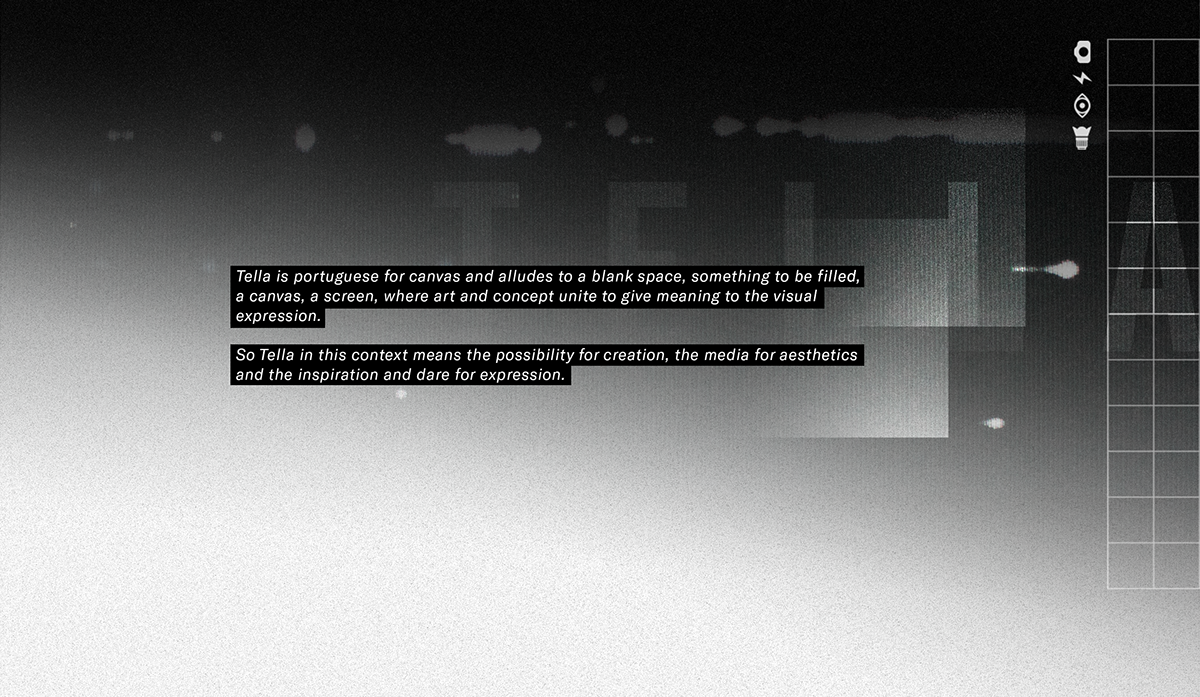 TELLA
Tella is portuguese for canvas and alludes to a blank space, something to be filled,
a canvas, a screen, where art and concept unite to give meaning to the visual
expression.
So Tella in this context means the possibility for creation, the media for aesthetics
and the inspiration and dare for expression.